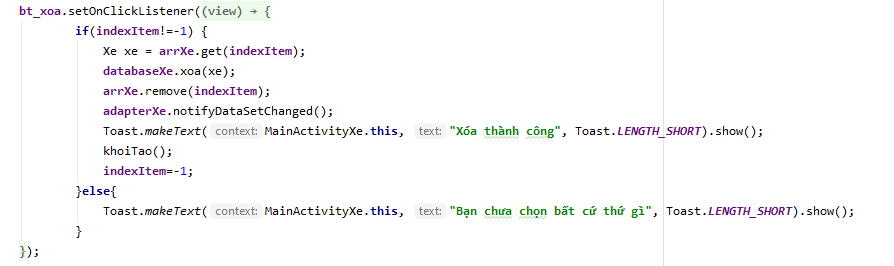 bt_xoa.setOnClickListener((view) → {
if(indexItem!=-1) {
Xe xe = arrXe.get(indexItem);
databaseXe.xoa(xe);
arrXe.remove(indexItem);
adapterXe.notifyDataSetChanged();
Toast.makeText( context: MainActivityXe.this, text: "Xóa thành công", Toast.LENGTH_SHORT).show();
khoiTao();
indexItem=-1;
}else{
Toast.makeText( context: MainActivityXe.this, text: "Bạn chưa chọn bất cứ thứ gì", Toast.LENGTH_SHORT).show();
}
});